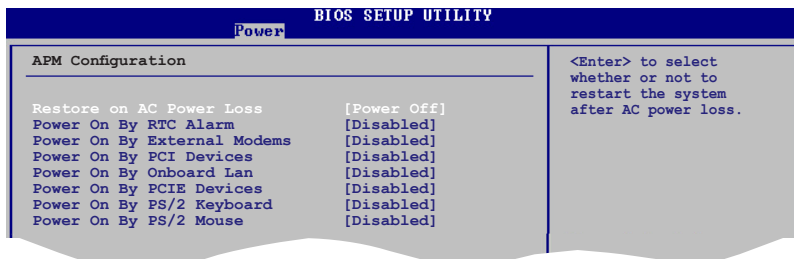 BIOS SETUP UTILITY
Power
APM Configuration
Restore on AC Power Loss [Power Off]
Power On By RTC Alarm [Disabled]
Power On By External Modems [Disabled]
Power On By PCI Devices [Disabled]
Power On By Onboard Lan [Disabled]
Power On By PCIE Devices [Disabled]
Power On By PS/2 Keyboard [Disabled]
Power On By PS/2 Mouse [Disabled]
<Enter> to select
whether or not to
restart the system
after AC power loss.